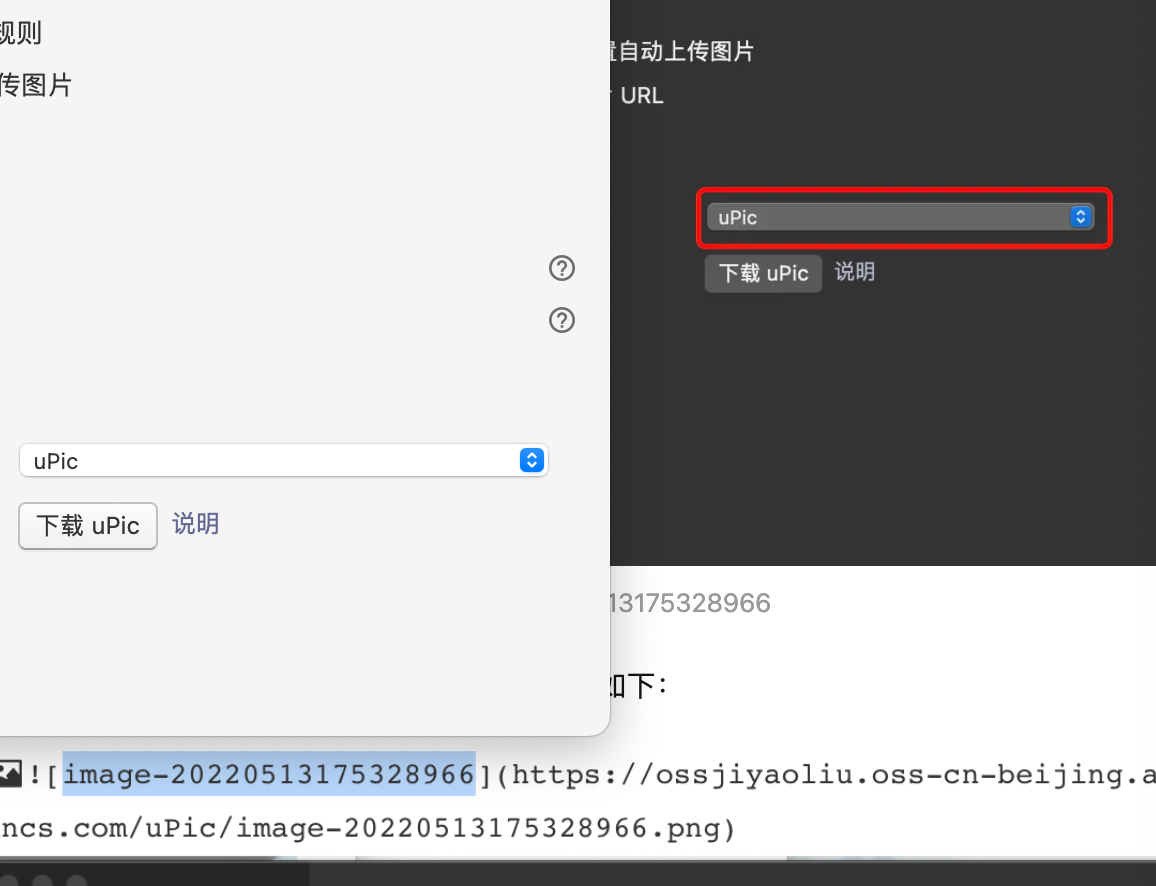 规则
传图片
uPic
下载 uPic
说明
置自动上传图片
URL
uPic
下载 uPic
说明
13175328966
如下：
![image-20220513175328966](https://ossjiyaoliu.oss-cn-beijing.a
ncs.com/uPic/image-20220513175328966.png)